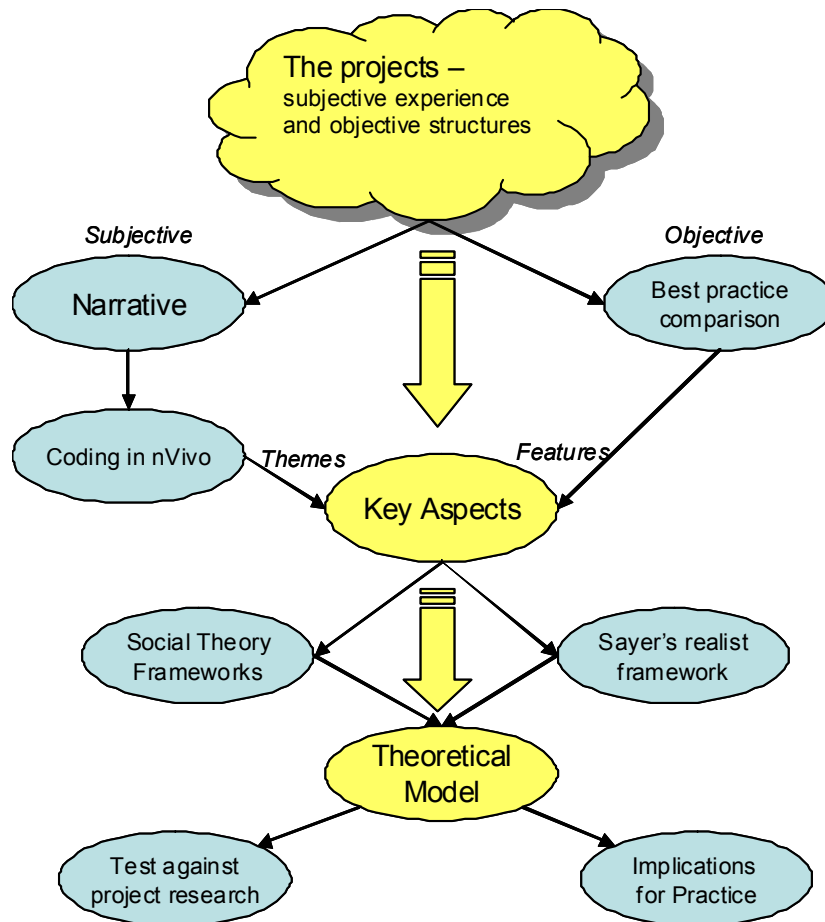 The projects –
subjective experience
and objective structures
Subjective
Objective
Narrative
Best practice
comparison
Coding in nVivo
Themes
Features
Key Aspects
Social Theory
Frameworks
Sayer's realist
framework
Theoretical
Model
Test against
project research
Implications
for Practice